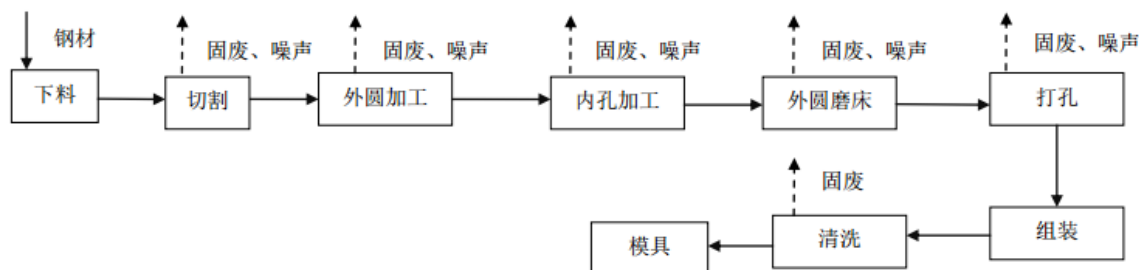 钢材
固废、噪声
固废、噪声
固废、噪声
固废、噪声
固废、噪声
下料
切割
外圆加工
内孔加工
外圆磨床
打孔
固废
模具
清洗
组装